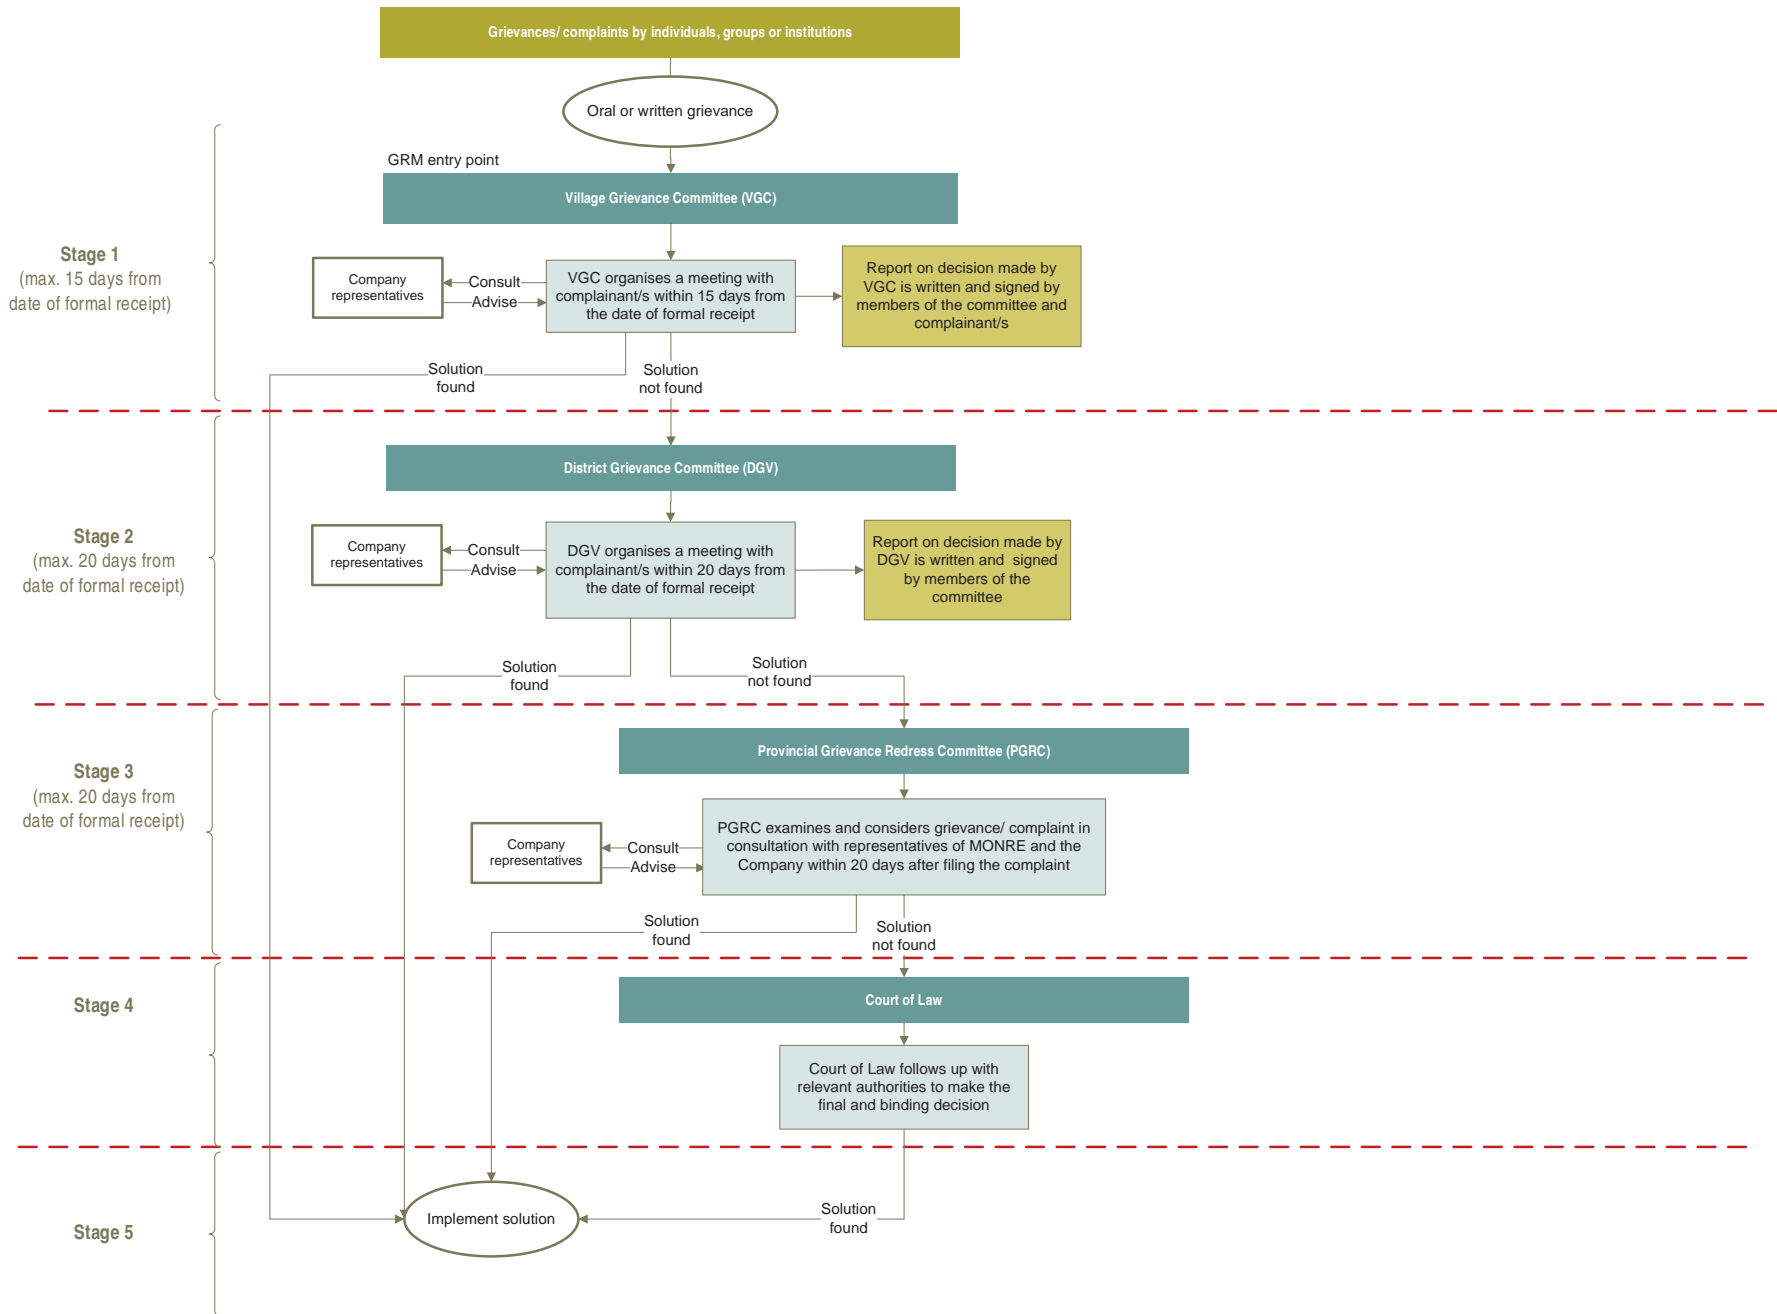 Grievances/ complaints by individuals, groups or institutions
Oral or written grievance
GRM entry point
Village Grievance Committee (VGC)
Stage 1
(max. 15 days from
date of formal receipt)
Company
representatives
Consult
Advise
VGC organises a meeting with
complainant/s within 15 days from
the date of formal receipt
Report on decision made by
VGC is written and signed by
members of the committee and
complainant/s
Solution
found
Solution
not found
District Grievance Committee (DGV)
Stage 2
(max. 20 days from
date of formal receipt)
Company
representatives
Consult
Advise
DGV organises a meeting with
complainant/s within 20 days from
the date of formal receipt
Report on decision made by
DGV is written and signed
by members of the
committee
Solution
found
Solution
not found
Provincial Grievance Redress Committee (PGRC)
Stage 3
(max. 20 days from
date of formal receipt)
Company
representatives
Consult
Advise
PGRC examines and considers grievance/ complaint in
consultation with representatives of MONRE and the
Company within 20 days after filing the complaint
Solution
found
Solution
not found
Stage 4
Court of Law
Court of Law follows up with
relevant authorities to make the
final and binding decision
Stage 5
Implement solution
Solution
found